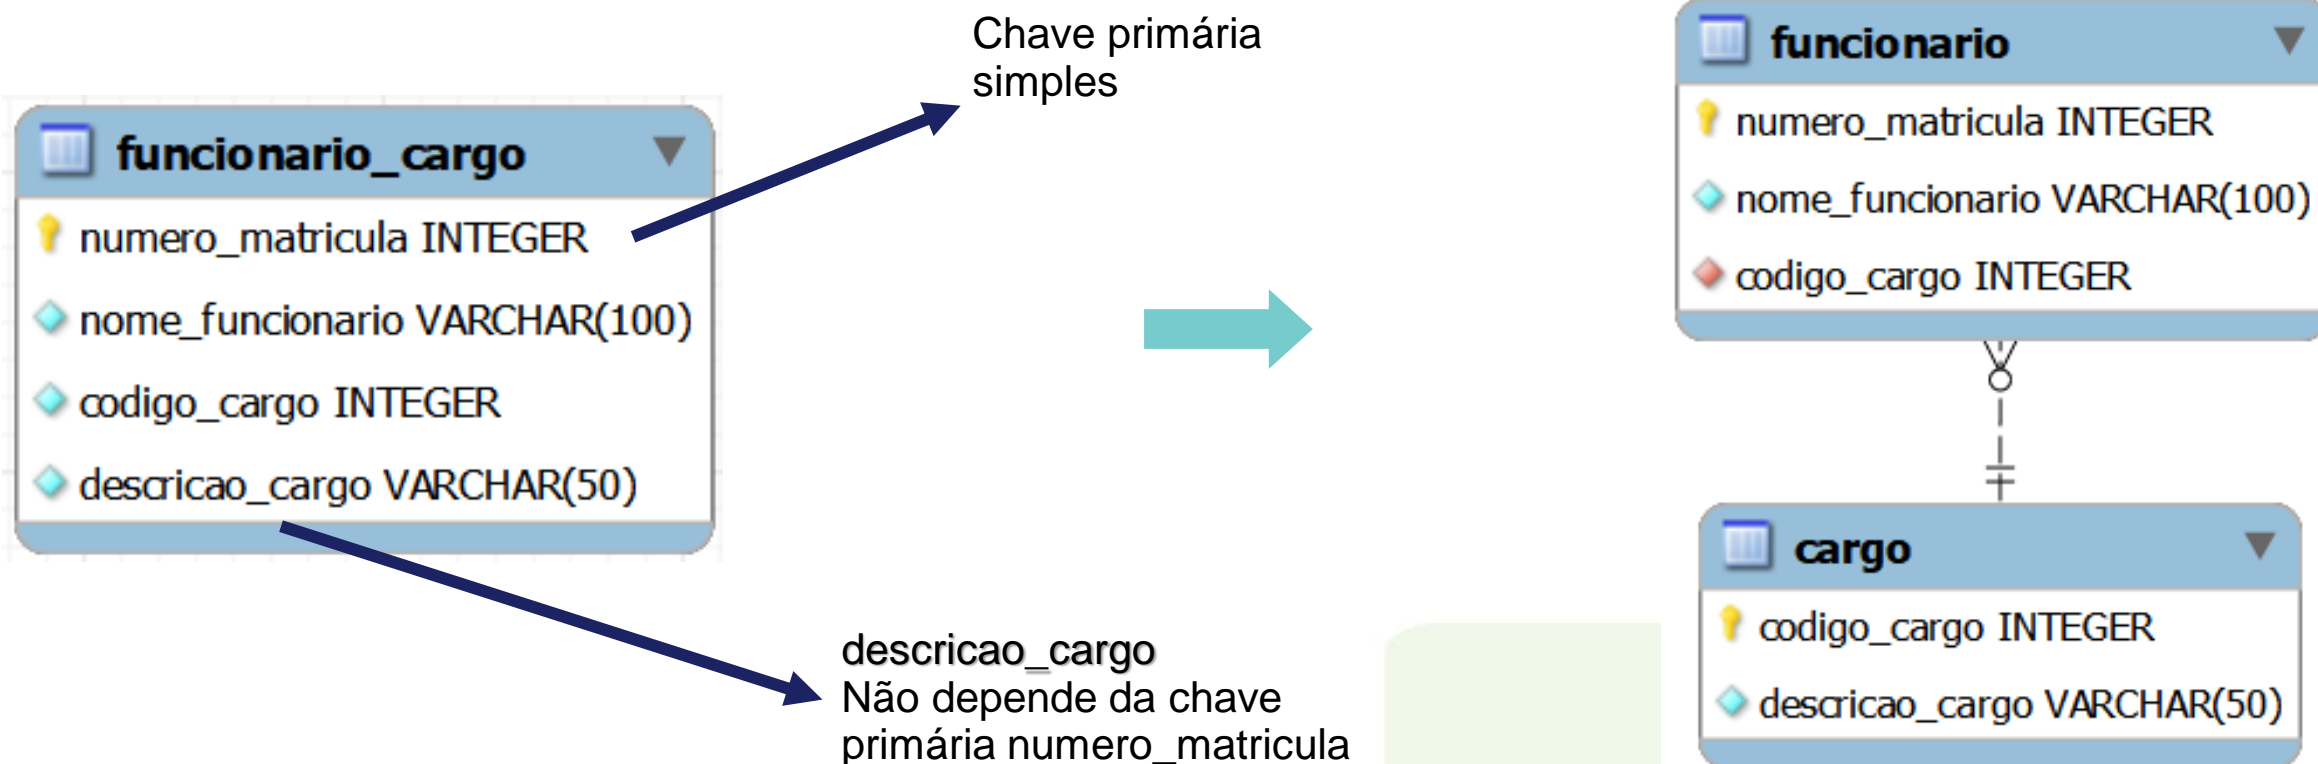 Chave primária
simples
funcionario_cargo
numero_matricula INTEGER
nome_funcionario VARCHAR(100)
codigo_cargo INTEGER
descricao_cargo VARCHAR(50)
descricao_cargo
Não depende da chave
primária numero_matricula
funcionario
numero_matricula INTEGER
nome_funcionario VARCHAR(100)
codigo_cargo INTEGER
cargo
codigo_cargo INTEGER
descricao_cargo VARCHAR(50)